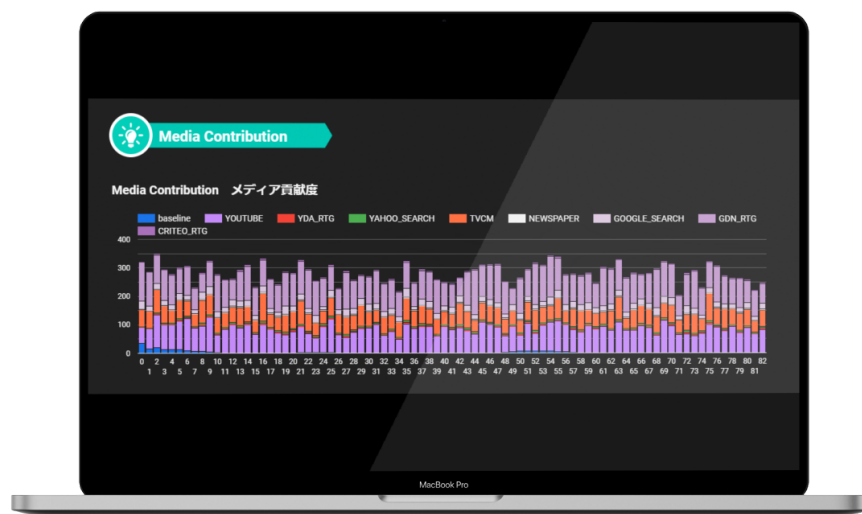 Media Contribution
Media Contribution メディア貢献度
baseline YOUTUBE YDA_RTG YAHOO_SEARCH TVCM NEWSPAPER GOOGLE_SEARCH GDN_RTG
CRITEO_RTG
400
300
200
100
0
0 2 4 6 8 10 12 14 16 18 20 22 24 26 28 30 32 34 36 38 40 42 44 46 48 50 52 54 56 58 60 62 64 66 68 70 72 74 76 78 80 82
1 3 5 7 9 11 13 15 17 19 21 23 25 27 29 31 33 35 37 39 41 43 45 47 49 51 53 55 57 59 61 63 65 67 69 71 73 75 77 79 81
MacBook Pro